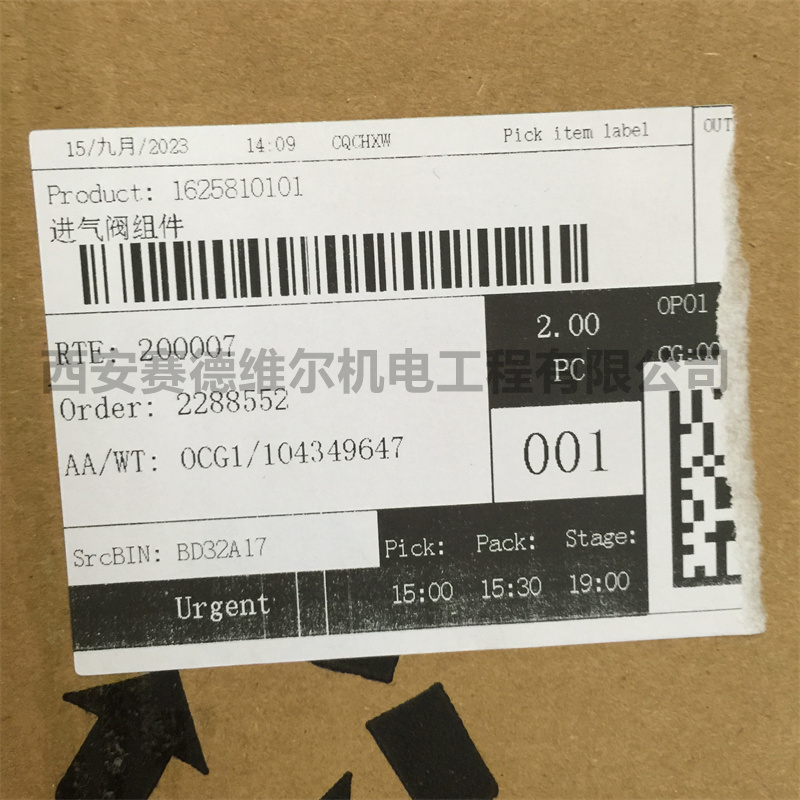 15/九月/2023 14:09 CQCHXW Pick item label
Product: 1625810101
进气阀组件
2.00
PC
001
OP01
RTE: 200007
西安赛德维尔机电工程有限公司
Order: 2288552
AA/WT: OCG1/104349647
SrcBIN: BD32A17
Pick: Pack: Stage:
15:00 15:30 19:00
Urgent